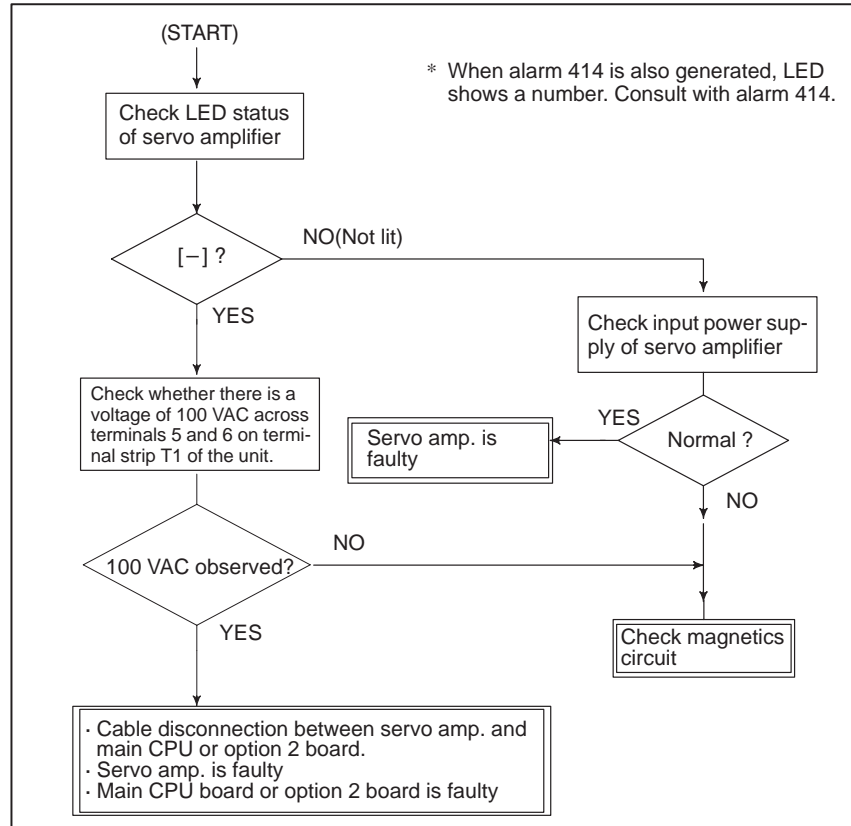 (START)
* When alarm 414 is also generated, LED
shows a number. Consult with alarm 414.
Check LED status
of servo amplifier
[−] ?
NO(Not lit)
YES
Check input power sup-
ply of servo amplifier
Check whether there is a
voltage of 100 VAC across
terminals 5 and 6 on termi-
nal strip T1 of the unit.
Normal ?
YES
Servo amp. is
faulty
NO
100 VAC observed?
NO
YES
Check magnetics
circuit
· Cable disconnection between servo amp. and
main CPU or option 2 board.
· Servo amp. is faulty
· Main CPU board or option 2 board is faulty